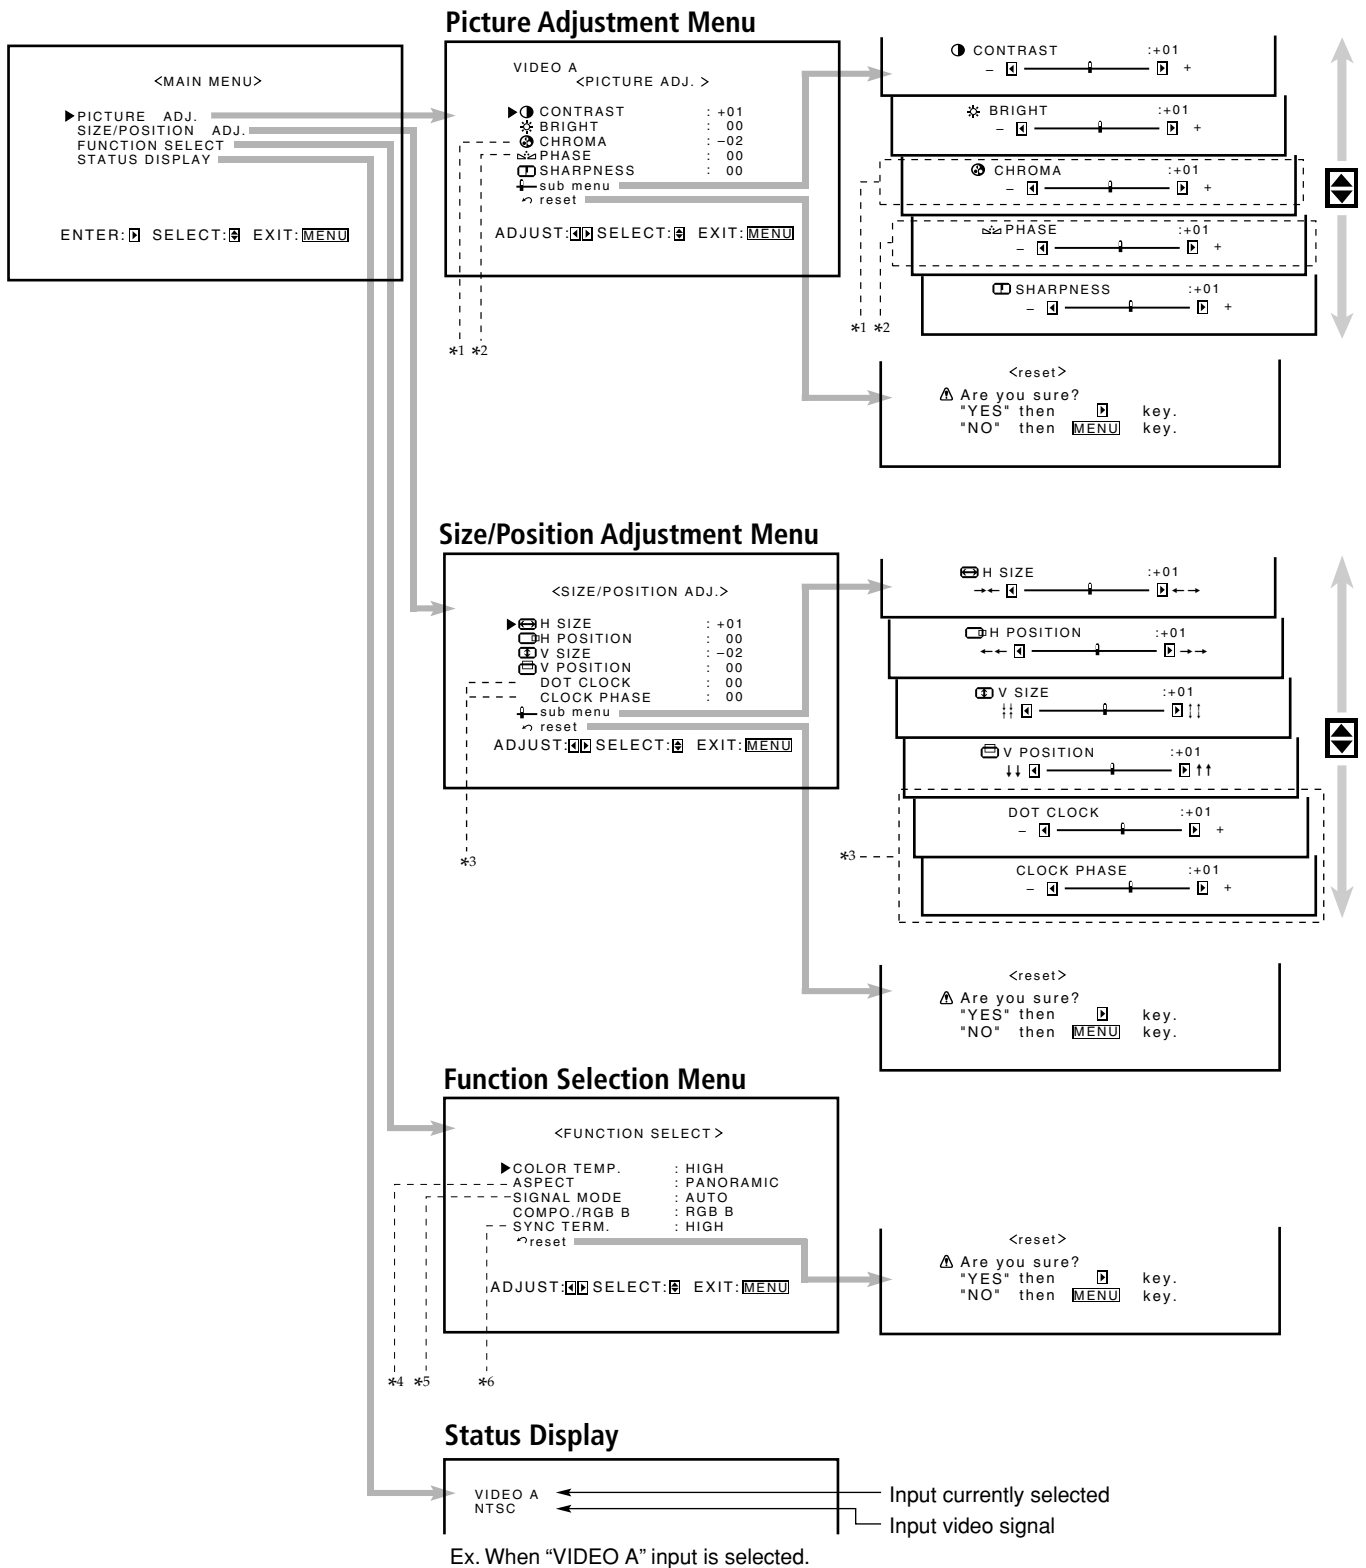 Picture Adjustment Menu
<MAIN MENU>
PICTURE ADJ.
SIZE/POSITION ADJ.
FUNCTION SELECT
STATUS DISPLAY
ENTER: SELECT: EXIT: MENU
VIDEO A
<PICTURE ADJ. >
CONTRAST : +01
BRIGHT : 00
CHROMA : –02
PHASE : 00
SHARPNESS : 00
sub menu
reset
ADJUST: SELECT: EXIT: MENU
*1 *2
CONTRAST :+01
– +
BRIGHT :+01
– +
CHROMA :+01
– +
PHASE :+01
– +
SHARPNESS :+01
– +
*1 *2
<reset>
Are you sure?
"YES" then key.
"NO" then MENU key.
Size/Position Adjustment Menu
<SIZE/POSITION ADJ.>
H SIZE : +01
H POSITION : 00
V SIZE : –02
V POSITION : 00
DOT CLOCK : 00
CLOCK PHASE : 00
sub menu
reset
ADJUST: SELECT: EXIT: MENU
*3
H SIZE :+01
H POSITION :+01
V SIZE :+01
V POSITION :+01
DOT CLOCK :+01
– +
CLOCK PHASE :+01
– +
*3
<reset>
Are you sure?
"YES" then key.
"NO" then MENU key.
Function Selection Menu
<FUNCTION SELECT>
COLOR TEMP. : HIGH
ASPECT : PANORAMIC
SIGNAL MODE : AUTO
COMPO./RGB B : RGB B
SYNC TERM. : HIGH
reset
ADJUST: SELECT: EXIT: MENU
*4 *5 *6
<reset>
Are you sure?
"YES" then key.
"NO" then MENU key.
Status Display
VIDEO A
NTSC
Input currently selected
Input video signal
Ex. When “VIDEO A” input is selected.